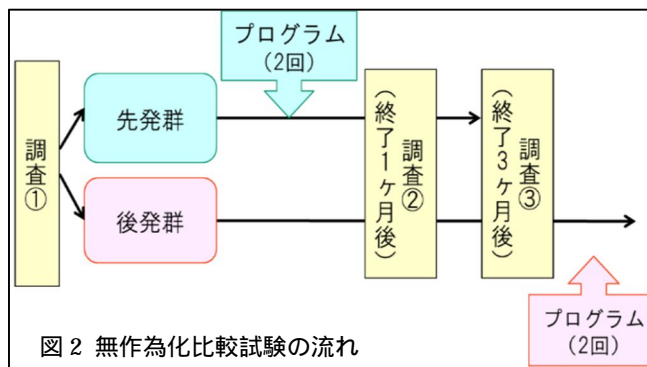 プログラム
(2回)
調査①
先発群
後発群
調査②
(終了1ヶ月後)
調査③
(終了3ヶ月後)
プログラム
(2回)
図2 無作為化比較試験の流れ